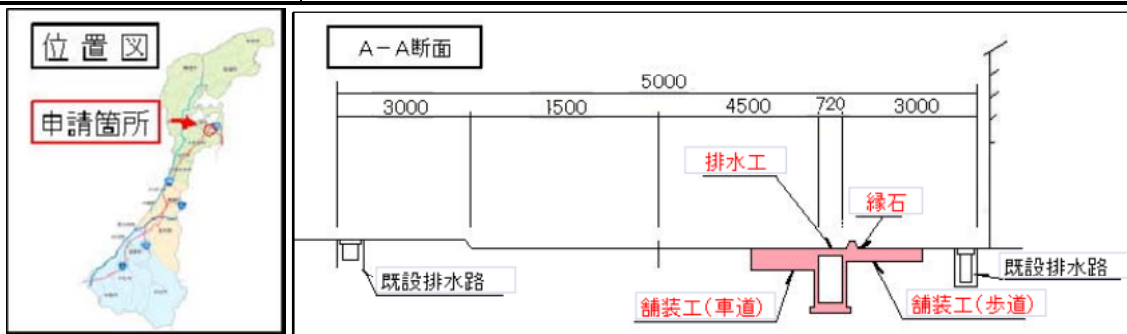 位置図
申請箇所
A-A断面
5000
3000 1500 4500 720 3000
排水工
縁石
既設排水路
既設排水路
舗装工(車道)
舗装工(歩道)